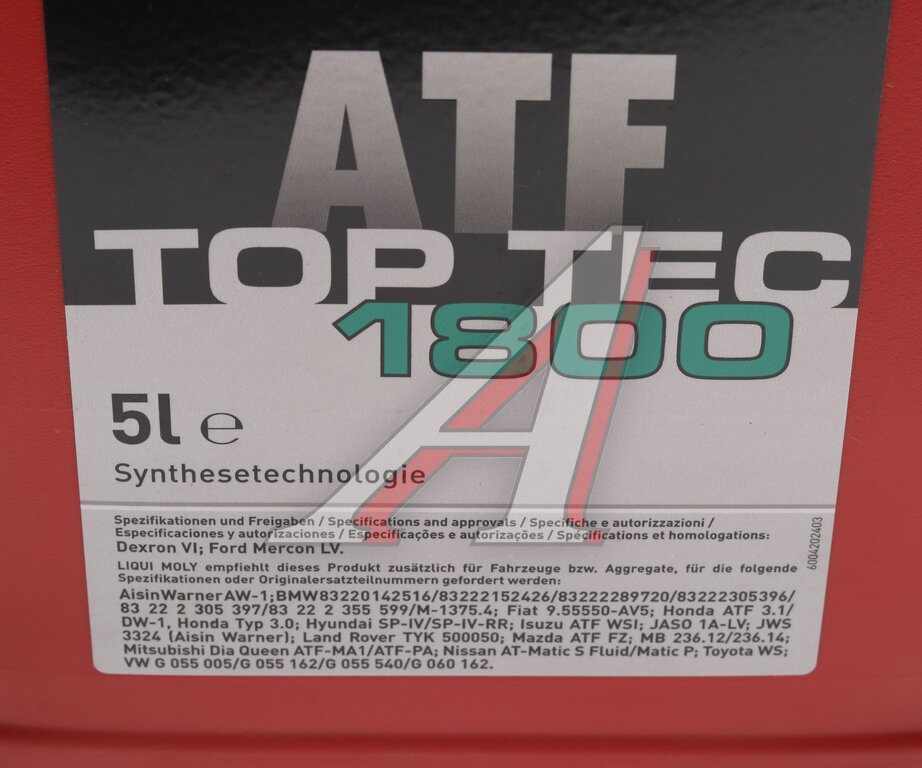 ATF
TOP TEC
1800
5l ℮
Synthesetechnologie
Spezifikationen und Freigaben / Specifications and approvals / Specifiche e autorizzazioni /
Especificaciones y autorizaciones / Especificações e autorizações / Spécifications et homologations:
Dexron VI; Ford Mercon LV.
LIQUI MOLY empfiehlt dieses Produkt zusätzlich für Fahrzeuge bzw. Aggregate, für die folgende
Spezifikationen oder Originalersatzteilnummern gefordert werden:
Aisin Warner AW-1; BMW 83220142516/83222152426/83222289720/83222305396/
83 22 2 305 397/83 22 2 355 599/M-1375.4; Fiat 9.55550-AV5; Honda ATF 3.1/
DW-1, Honda Typ 3.0; Hyundai SP-IV/SP-IV-RR; Isuzu ATF WSI; JASO 1A-LV; JWS
3324 (Aisin Warner); Land Rover TYK 500050; Mazda ATF FZ; MB 236.12/236.14;
Mitsubishi Dia Queen ATF-MA1/ATF-PA; Nissan AT-Matic S Fluid/Matic P; Toyota WS;
VW G 055 005/G 055 162/G 055 540/G 060 162.
6004202403